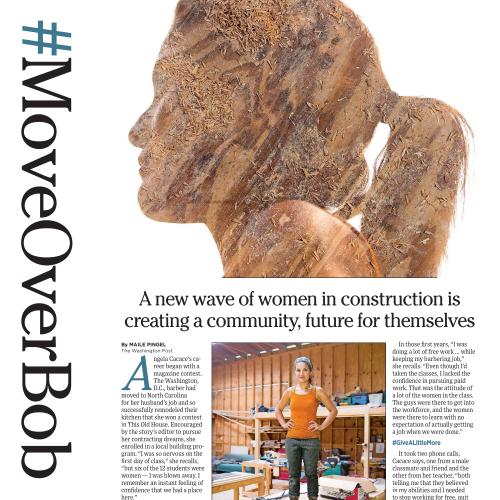 #MoveOverBob
A new wave of women in construction is
creating a community, future for themselves
By MAILE PINGEL
The Washington Post
Angela Cacace's ca-
reer began with a
magazine contest.
The Washington,
D.C., barber had
moved to North Carolina
for her husband's job and so
successfully remodeled their
kitchen that she won a contest
in This Old House. Encouraged
by the story's editor to pursue
her contracting dreams, she
enrolled in a local building pro-
gram. "I was so nervous on the
first day of class," she recalls,
"but six of the 12 students were
women — I was blown away. I
remember an instant feeling of
confidence that we had a place
here."
In those first years, "I was
doing a lot of free work ... while
keeping my barbering job,"
she recalls. "Even though I'd
taken the classes, I lacked the
confidence in pursuing paid
work. That was the attitude of
a lot of the women in the class.
The guys were there to get into
the workforce, and the women
were there to learn with no
expectation of actually getting
a job when we were done."
#GiveALittleMore
It took two phone calls,
Cacace says, one from a male
classmate and friend and the
other from her teacher, "both
telling me that they believed
in my abilities and I needed
to stop working for free, quit